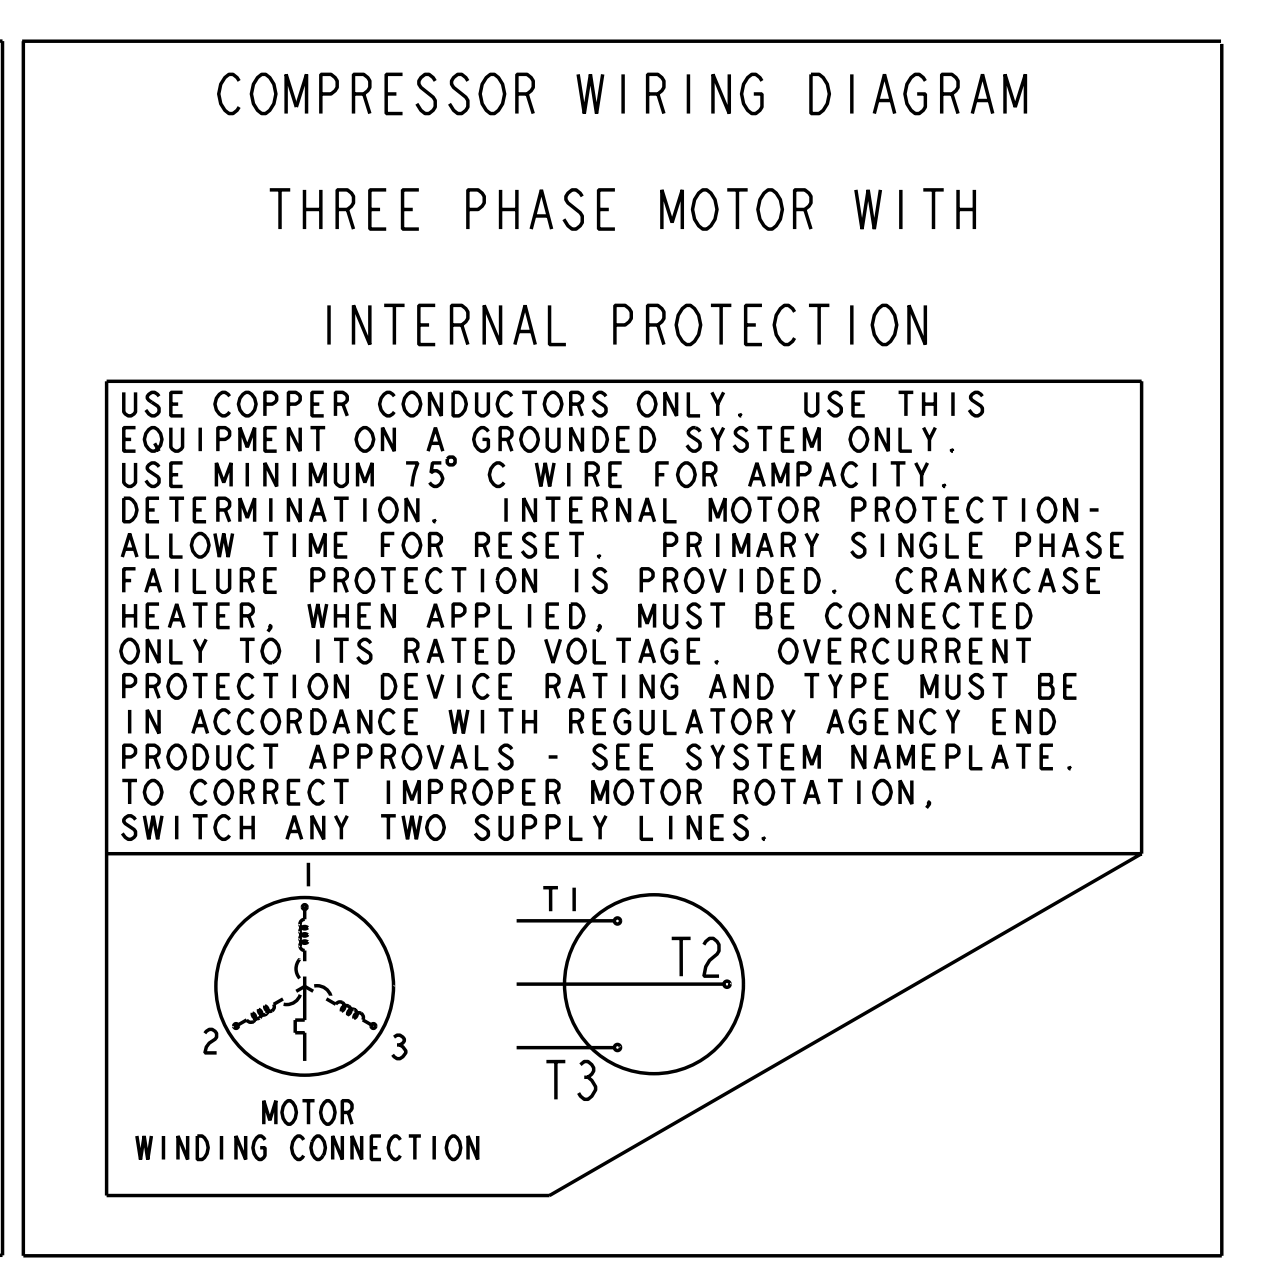 COMPRESSOR WIRING DIAGRAM
THREE PHASE MOTOR WITH
INTERNAL PROTECTION
USE COPPER CONDUCTORS ONLY. USE THIS
EQUIPMENT ON A GROUNDED SYSTEM ONLY.
USE MINIMUM 75° C WIRE FOR AMPACITY.
DETERMINATION. INTERNAL MOTOR PROTECTION-
ALLOW TIME FOR RESET. PRIMARY SINGLE PHASE
FAILURE PROTECTION IS PROVIDED. CRANKCASE
HEATER, WHEN APPLIED, MUST BE CONNECTED
ONLY TO ITS RATED VOLTAGE. OVERCURRENT
PROTECTION DEVICE RATING AND TYPE MUST BE
IN ACCORDANCE WITH REGULATORY AGENCY END
PRODUCT APPROVALS - SEE SYSTEM NAMEPLATE.
TO CORRECT IMPROPER MOTOR ROTATION,
SWITCH ANY TWO SUPPLY LINES.
1
2
3
MOTOR
WINDING CONNECTION
T1
T2
T3